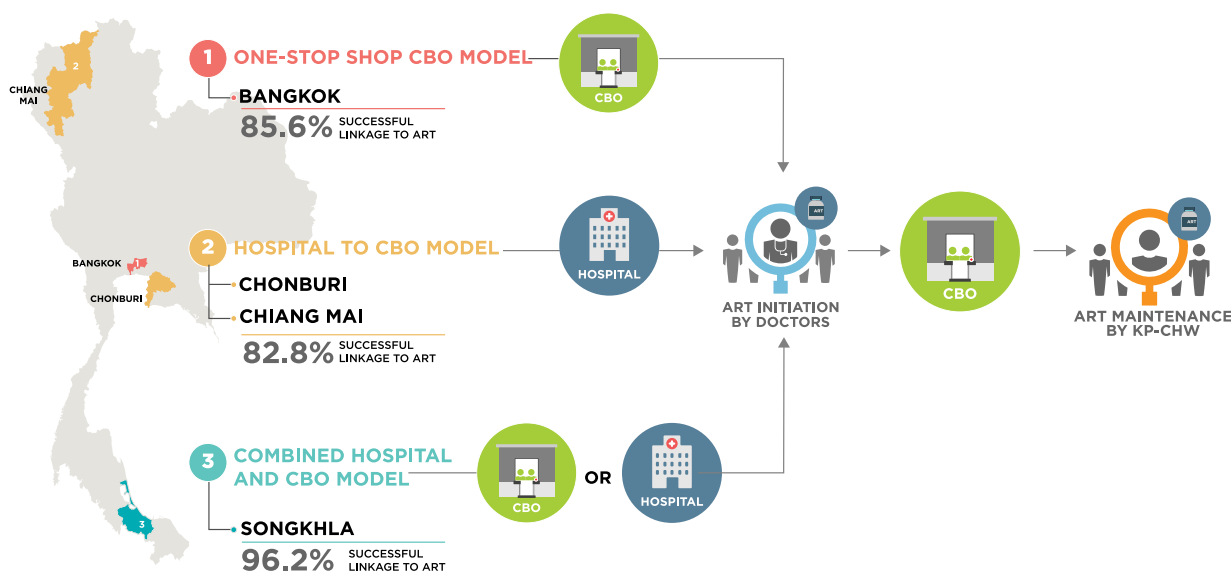 2
CHIANG
MAI
BANGKOK
1
CHONBURI
3
1 ONE-STOP SHOP CBO MODEL
BANGKOK
85.6% SUCCESSFUL
LINKAGE TO ART
CBO
2 HOSPITAL TO CBO MODEL
CHONBURI
CHIANG MAI
82.8% SUCCESSFUL
LINKAGE TO ART
HOSPITAL
ART
ART INITIATION
BY DOCTORS
CBO
ART
ART MAINTENANCE
BY KP-CHW
3 COMBINED HOSPITAL
AND CBO MODEL
SONGKHLA
96.2% SUCCESSFUL
LINKAGE TO ART
CBO
OR
HOSPITAL